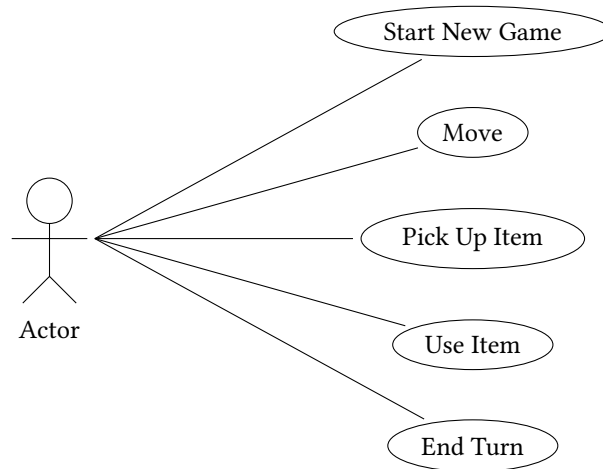 Start New Game
Move
Pick Up Item
Actor
Use Item
End Turn